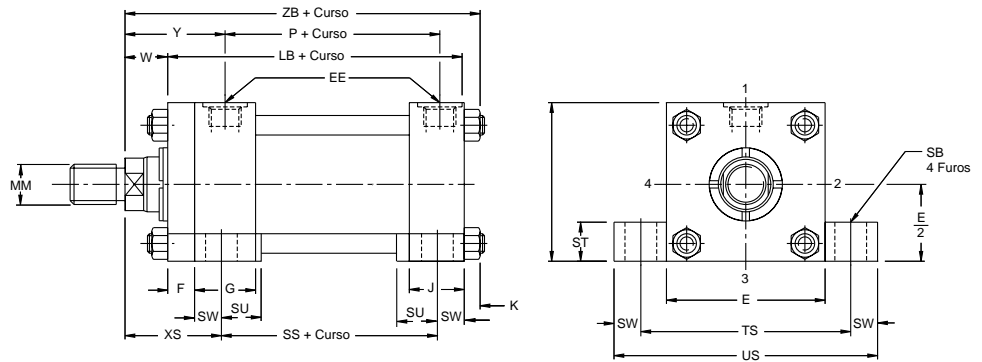 ZB + Curso
Y
P + Curso
W
LB + Curso
EE
MM
F
G
J
K
SU
SU
SW
SW
XS
SS + Curso
1
SB
4 Furos
4
2
E
2
ST
3
E
SW
SW
TS
US